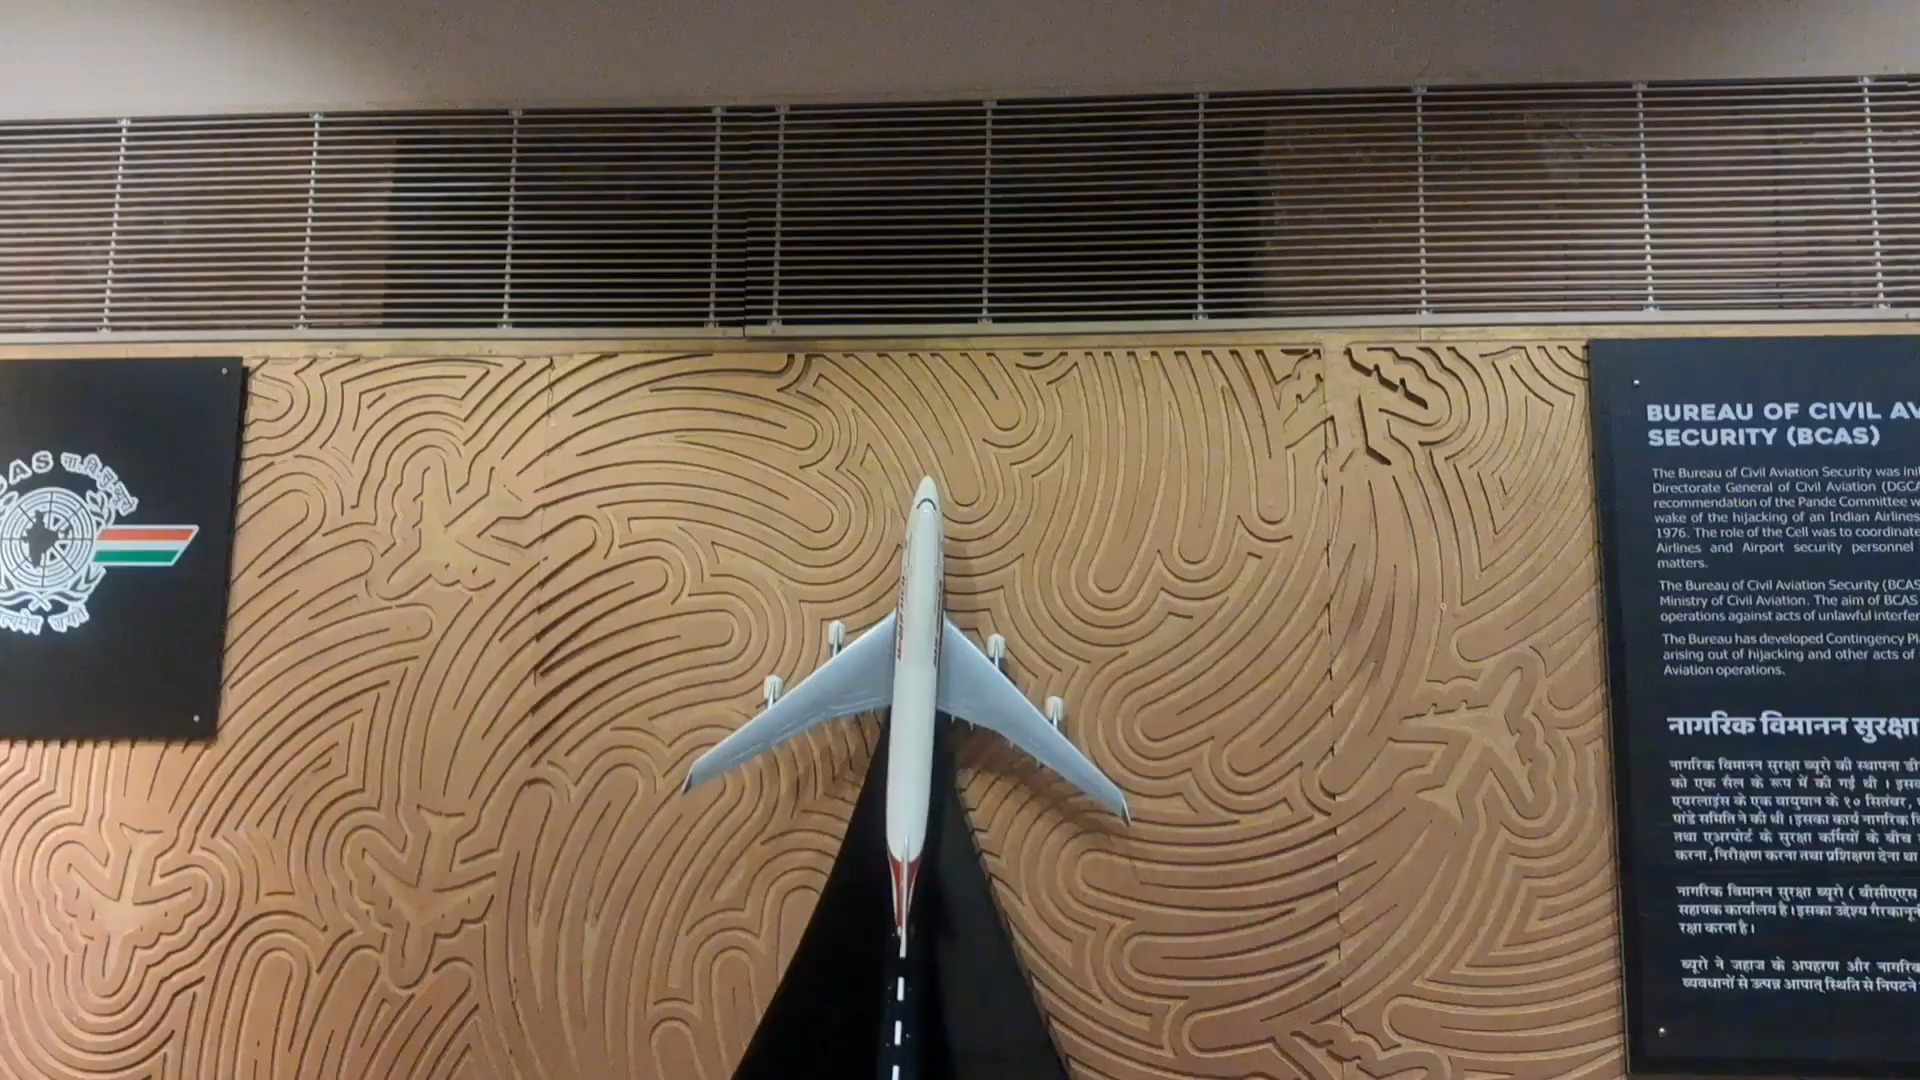 BCAS ना.वि.सु.ब्यूरो
सत्यमेव जयते
BUREAU OF CIVIL AV
SECURITY (BCAS)
The Bureau of Civil Aviation Security was ini
Directorate General of Civil Aviation (DGCA
recommendation of the Pande Committee w
wake of the hijacking of an Indian Airlines
1976. The role of the Cell was to coordinate
Airlines and Airport security personnel
matters.
The Bureau of Civil Aviation Security (BCAS
Ministry of Civil Aviation. The aim of BCAS
operations against acts of unlawful interfer
The Bureau has developed Contingency Pl
arising out of hijacking and other acts of
Aviation operations.
नागरिक विमानन सुरक्षा
नागरिक विमानन सुरक्षा ब्यूरो की स्थापना डी
को एक सैल के रूप में की गई थी । इस
एयरलाईंस के एक वायुयान के १० सितंबर,
पांडे समिति ने की थी । इसका कार्य नागरिक वि
तथा एअरपोर्ट के सुरक्षा कर्मियों के बीच
करना, निरीक्षण करना तथा प्रशिक्षण देना था
नागरिक विमानन सुरक्षा ब्यूरो ( बीसीएएस
सहायक कार्यालय है। इसका उद्देश्य गैरकानूनी
रक्षा करना है।
ब्यूरो ने जहाज के अपहरण और नागरिक
व्यवधानों से उत्पन्न आपात् स्थिति से निपटने